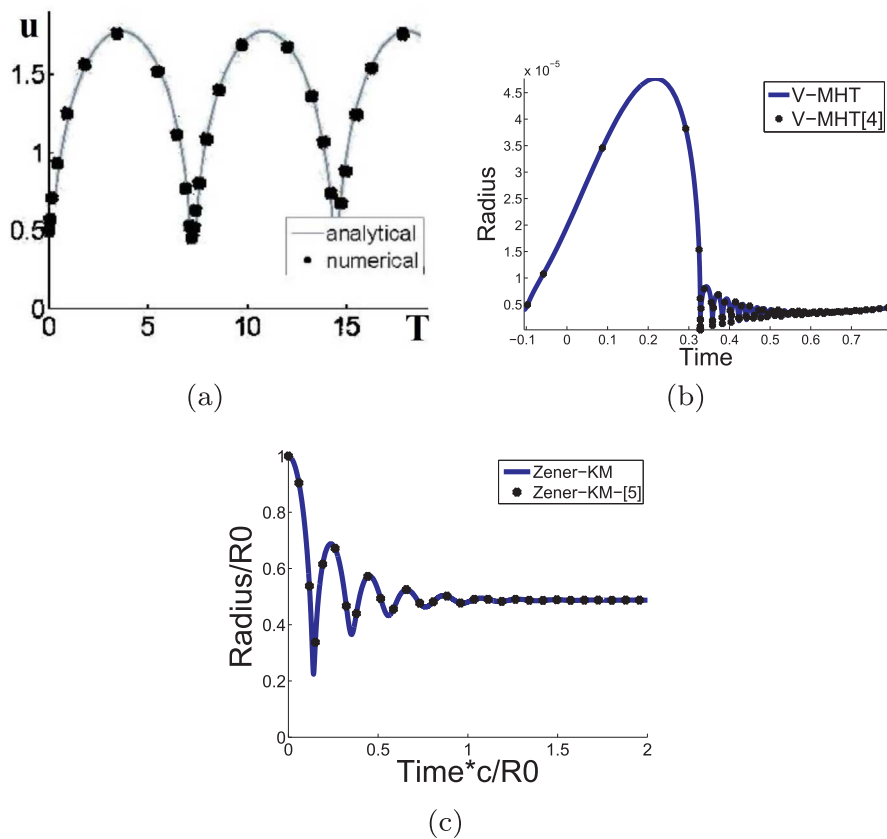 u
1.5
1
0.5
0
analytical
numerical
0 5 10 15 T
(a)
x 10⁻⁵
4.5
4
3.5
3
2.5
2
1.5
1
0.5
Radius
V−MHT
V−MHT[4]
−0.1 0 0.1 0.2 0.3 0.4 0.5 0.6 0.7
Time
(b)
1
0.8
0.6
0.4
0.2
0
Radius/R0
Zener−KM
Zener−KM−[5]
0 0.5 1 1.5 2
Time*c/R0
(c)